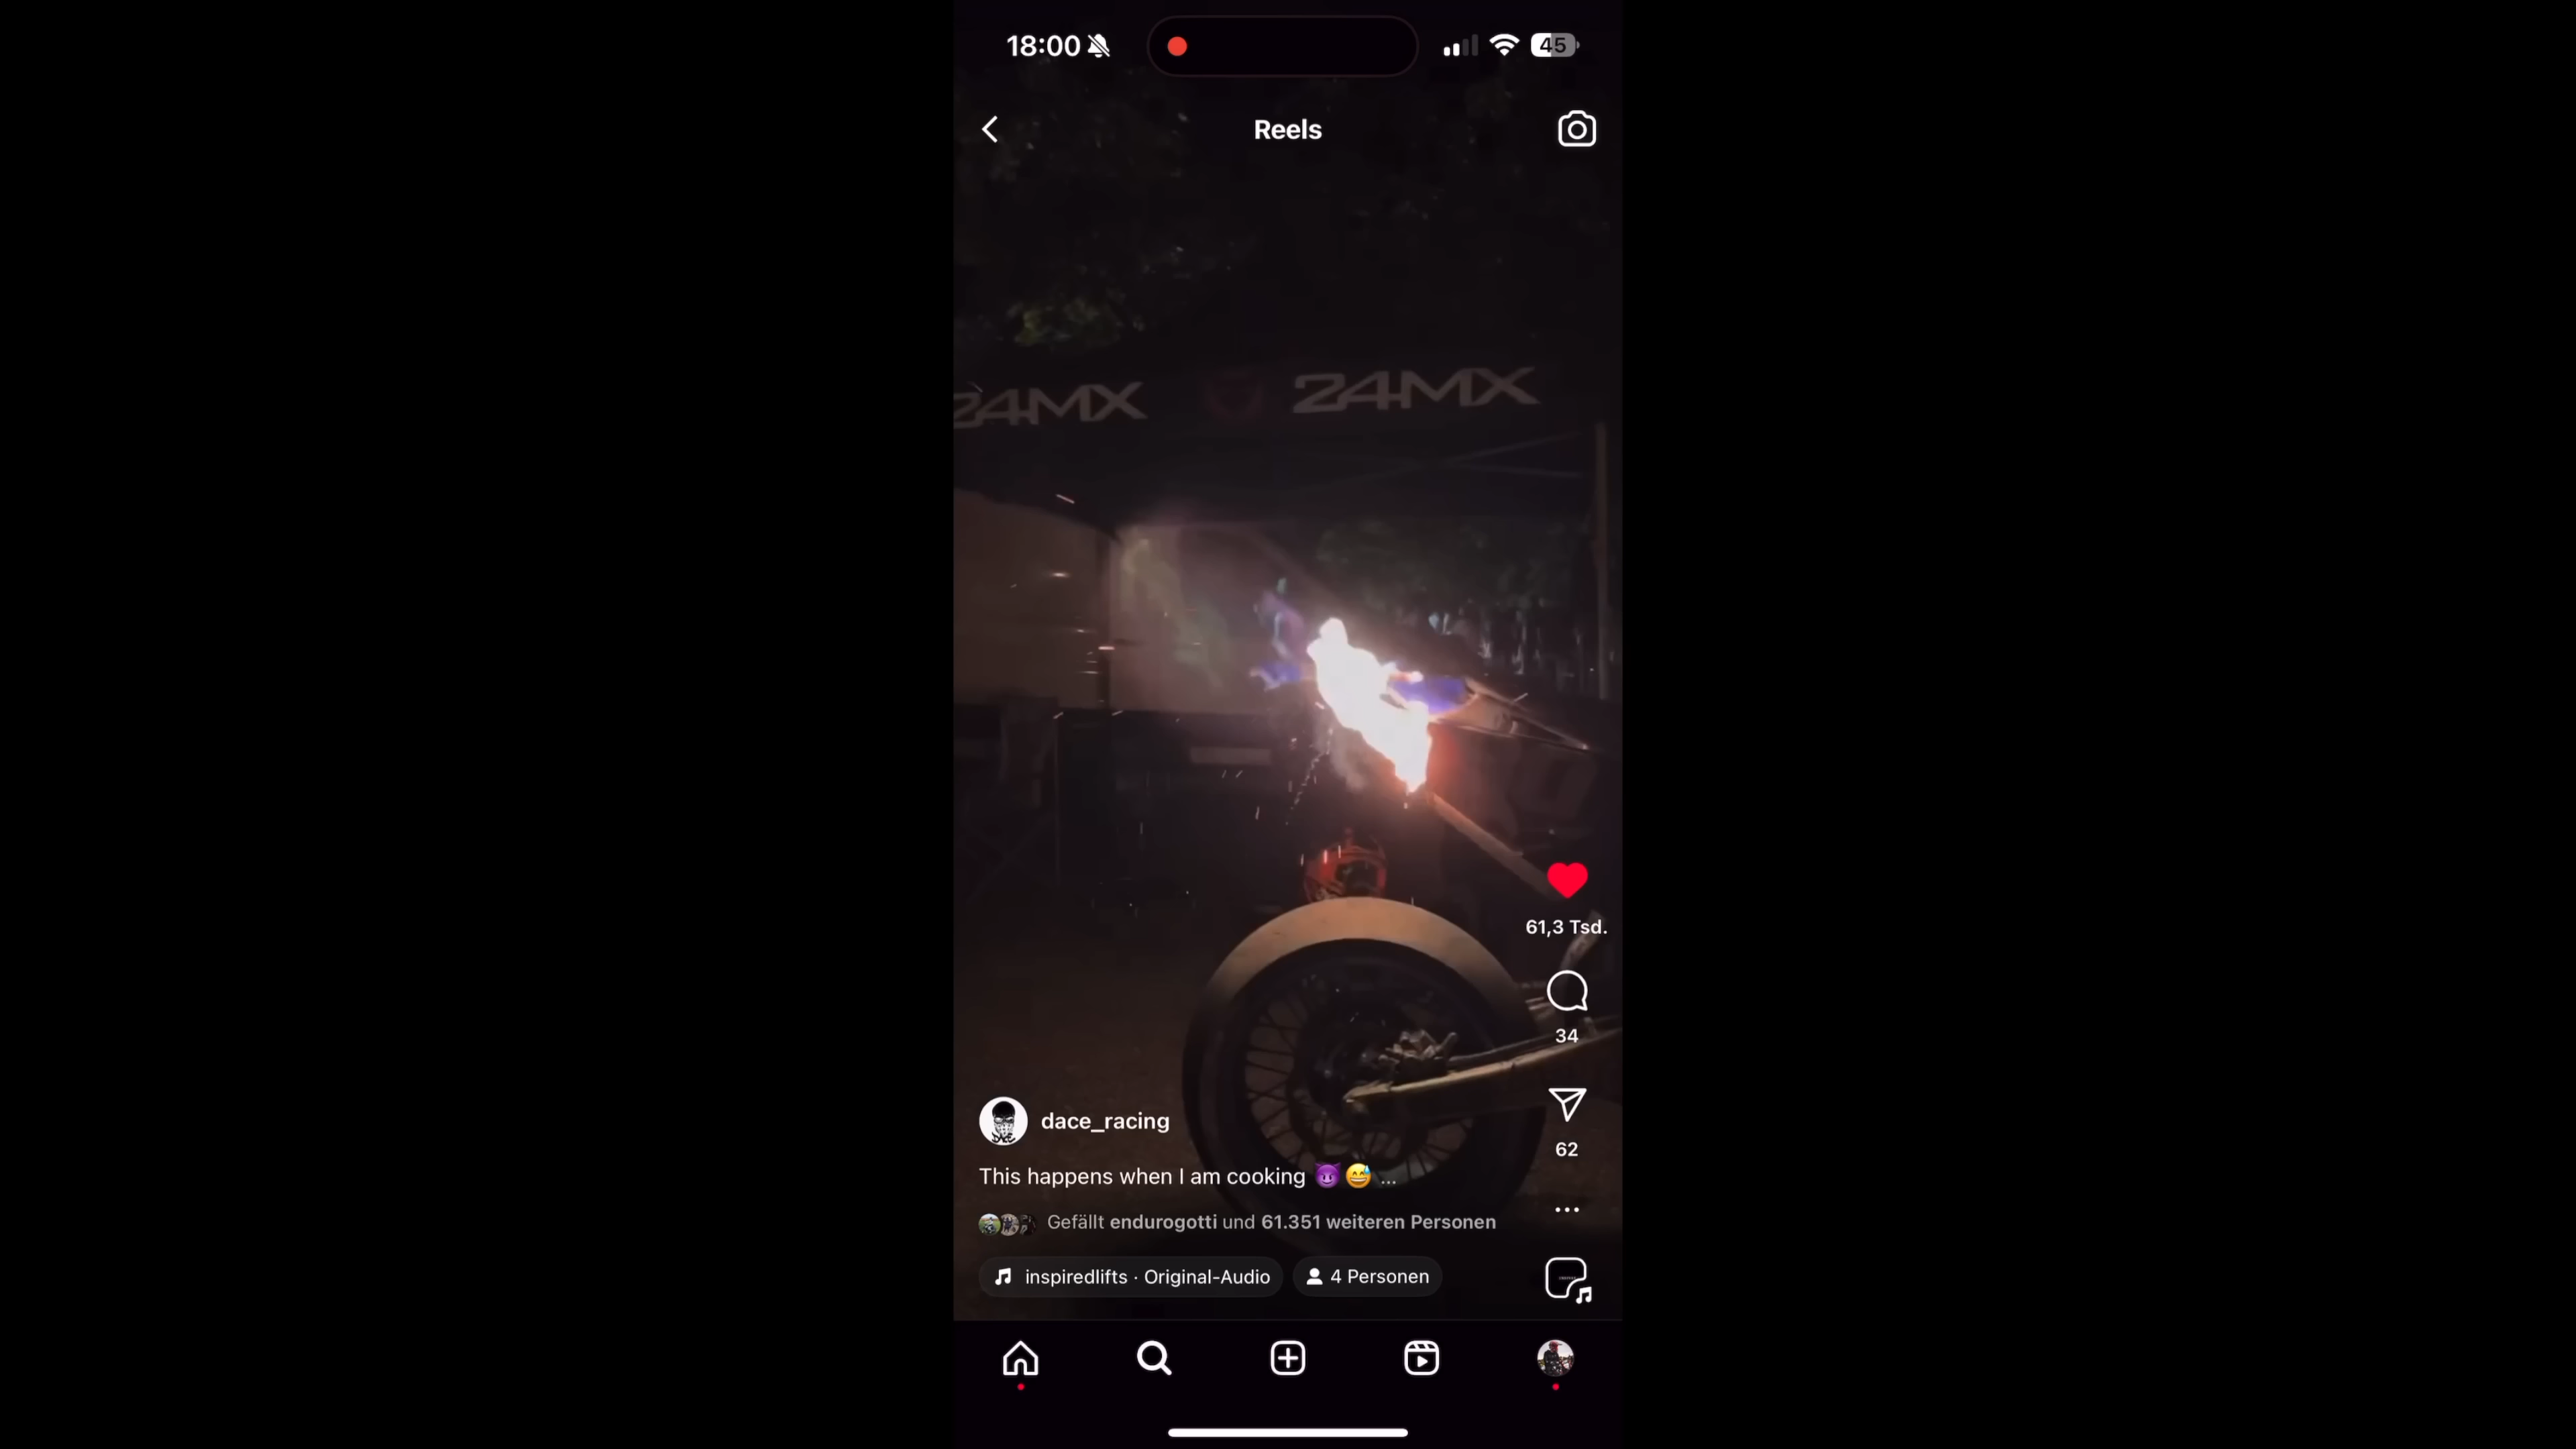 18:00
45
Reels
24MX 24MX
61,3 Tsd.
34
62
dace_racing
This happens when I am cooking 😈 😅 ...
Gefällt endurogotti und 61.351 weiteren Personen
inspiredlifts · Original-Audio
4 Personen